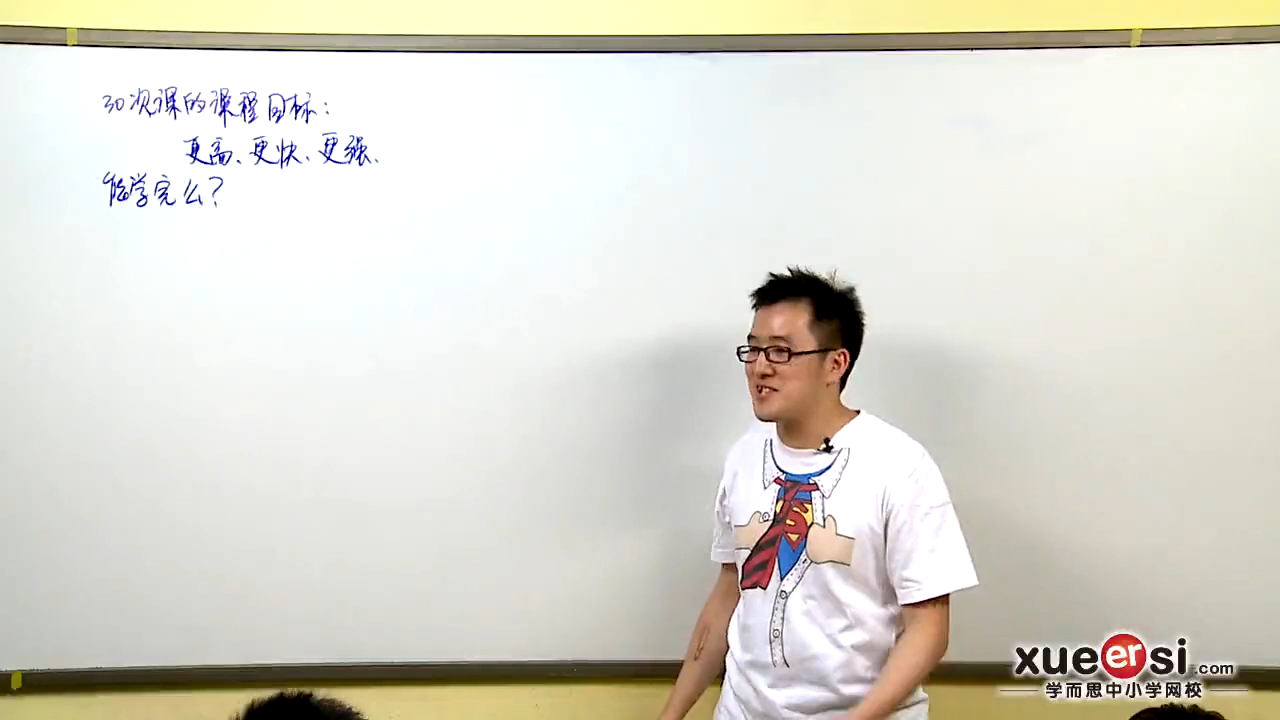 30次课的课程目标：
更高、更快、更强、
能学完么？
xueersi.com
学而思中小学网校